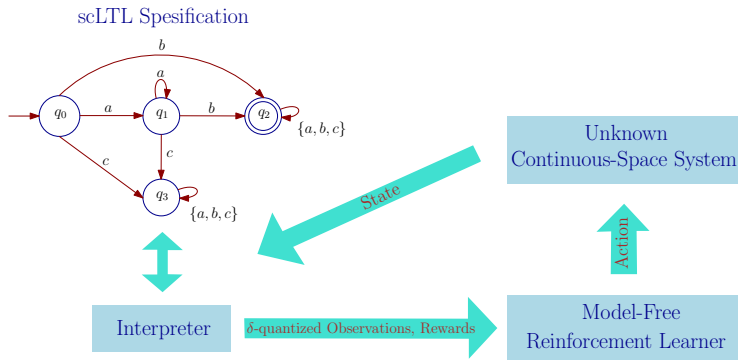 scLTL Spesification
b
a
q0
a
q1
b
q2
{a, b, c}
c
c
q3
{a, b, c}
Unknown
Continuous-Space System
State
Action
Interpreter
δ-quantized Observations, Rewards
Model-Free
Reinforcement Learner